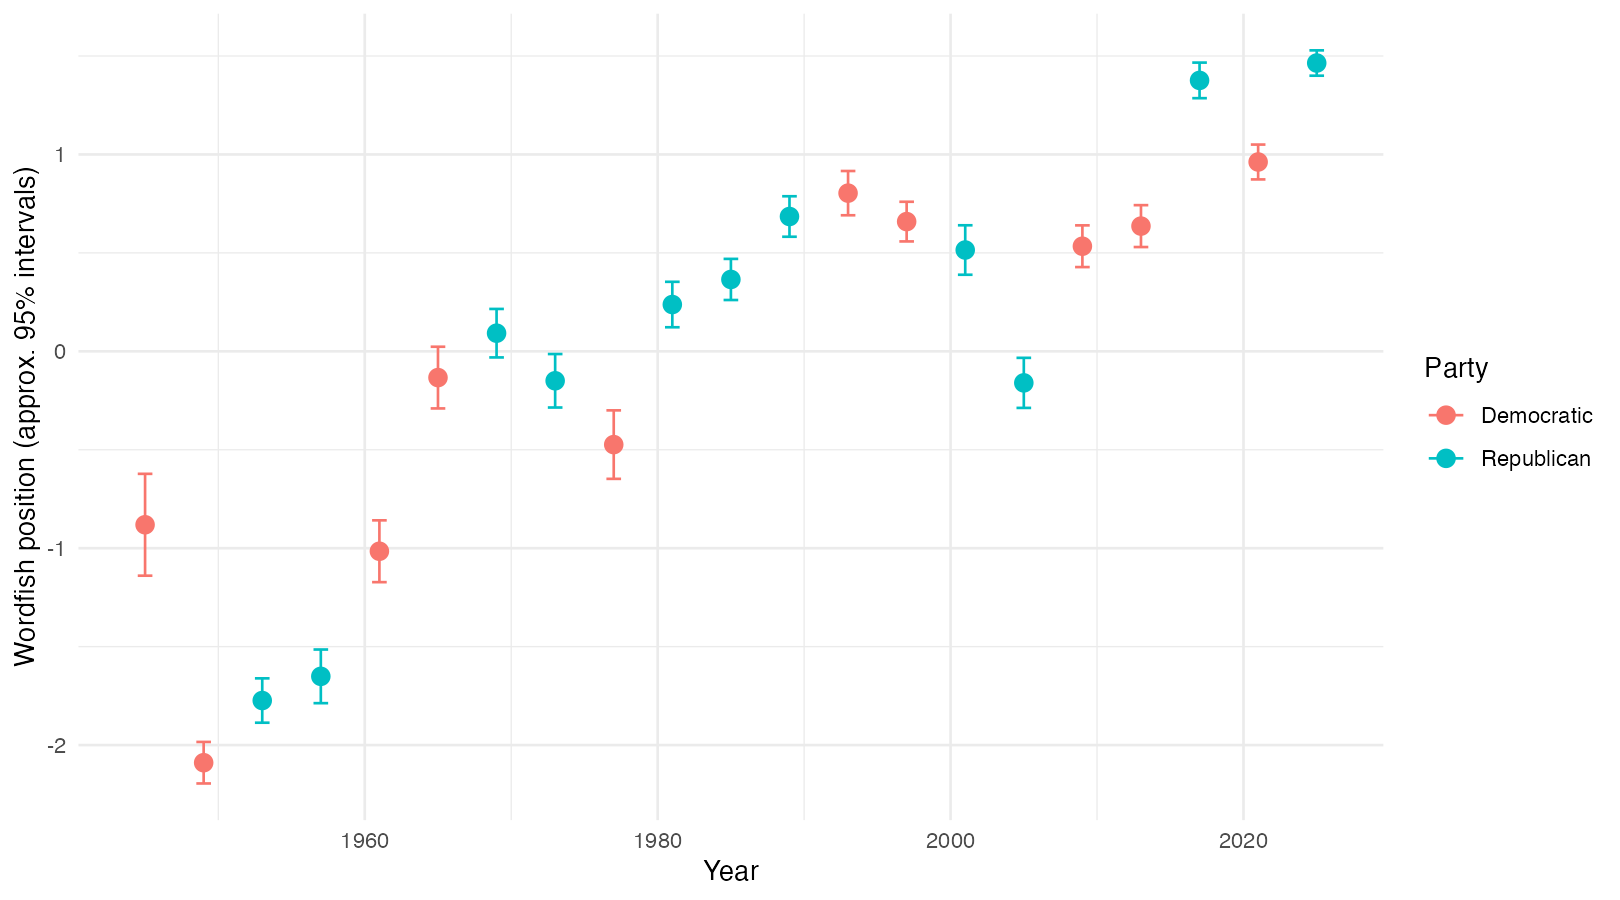 Wordfish position (approx. 95% intervals)
1
0
-1
-2
1960
1980
2000
2020
Year
Party
Democratic
Republican